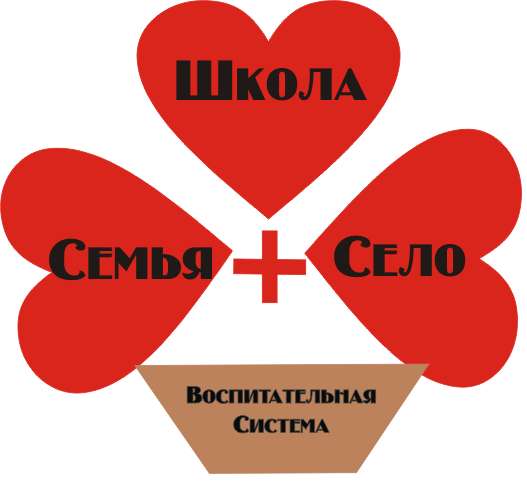 Школа
Семья + Село
Воспитательная
Система